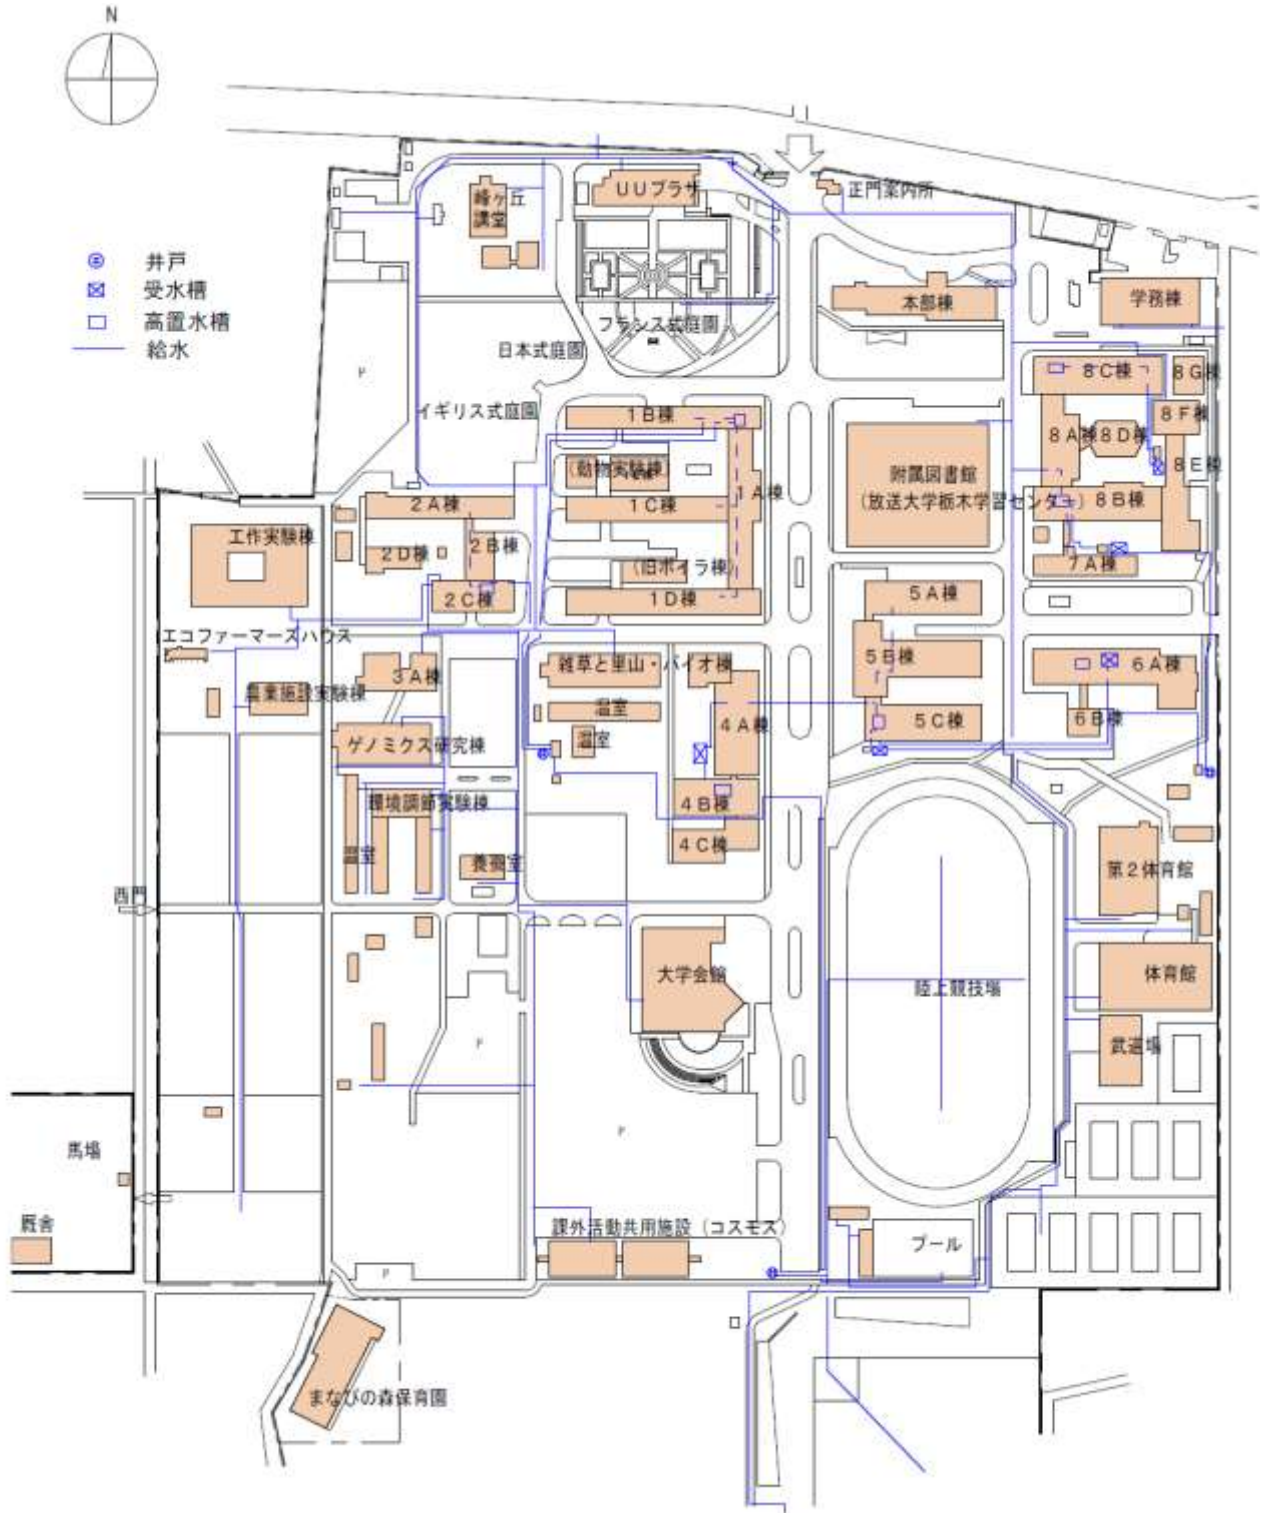 N
井戸
受水槽
高置水槽
給水
峰ヶ丘
講堂
UUプラザ
正門案内所
本部棟
学務棟
フランス式庭園
日本式庭園
イギリス式庭園
P
8C棟
8G棟
8F棟
8A棟
8D棟
8E棟
8B棟
7A棟
1B棟
(動物実験棟)
1A棟
1C棟
(旧ボイラ棟)
1D棟
附属図書館
(放送大学栃木学習センター)
2A棟
2D棟
2B棟
2C棟
工作実験棟
エコファーマーズハウス
農業施設実験棟
3A棟
ゲノミクス研究棟
環境調節実験棟
温室
養蚕室
雑草と里山・バイオ棟
温室
温室
4A棟
4B棟
4C棟
5A棟
5B棟
5C棟
6A棟
6B棟
第2体育館
体育館
武道場
陸上競技場
大学会館
西門
P
P
馬場
厩舎
課外活動共用施設(コスモス)
プール
P
まなびの森保育園